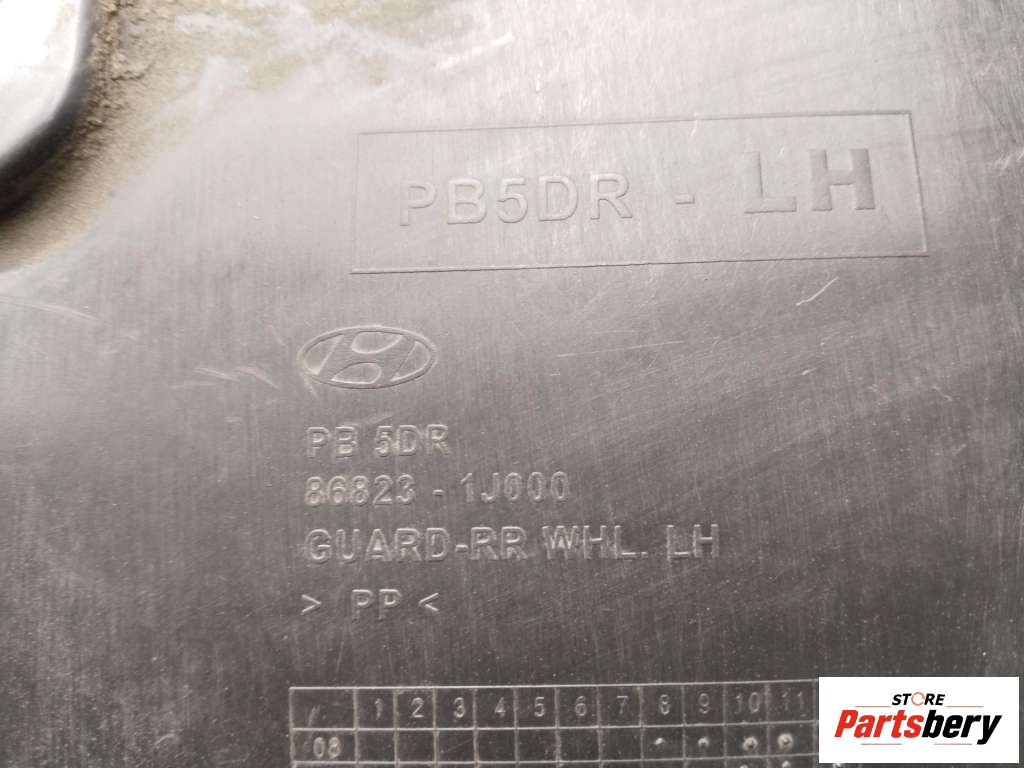 PB5DR - LH
PB 5DR
86823 - 1J000
GUARD-RR WHL. LH
> PP <
/ 1 2 3 4 5 6 7 8 9 10 11
08
STORE
Partsbery